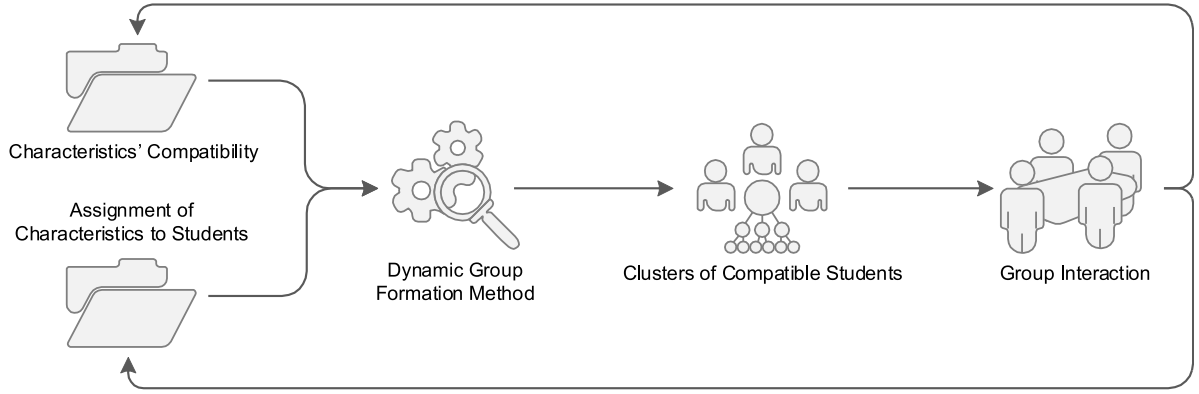 Characteristics’ Compatibility
Assignment of
Characteristics to Students
Dynamic Group
Formation Method
Clusters of Compatible Students
Group Interaction